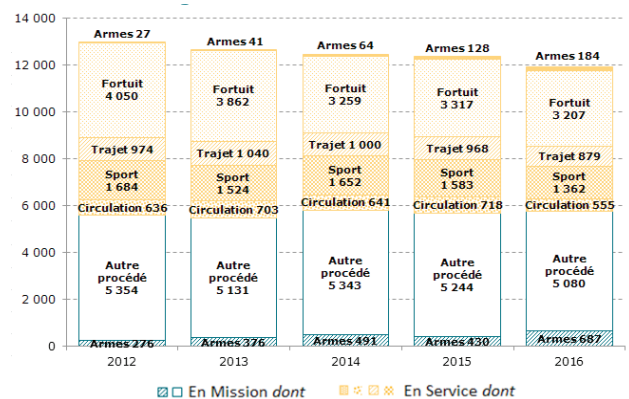 14 000
12 000
10 000
8 000
6 000
4 000
2 000
0
Armes 27
Fortuit
4 050
Trajet 974
Sport
1 684
Circulation 636
Autre
procédé
5 354
Armes 276
Armes 41
Fortuit
3 862
Trajet 1 040
Sport
1 524
Circulation 703
Autre
procédé
5 131
Armes 376
Armes 64
Fortuit
3 259
Trajet 1 000
Sport
1 652
Circulation 641
Autre
procédé
5 343
Armes 491
Armes 128
Fortuit
3 317
Trajet 968
Sport
1 583
Circulation 718
Autre
procédé
5 244
Armes 430
Armes 184
Fortuit
3 207
Trajet 879
Sport
1 362
Circulation 555
Autre
procédé
5 080
Armes 687
2012 2013 2014 2015 2016
En Mission dont En Service dont